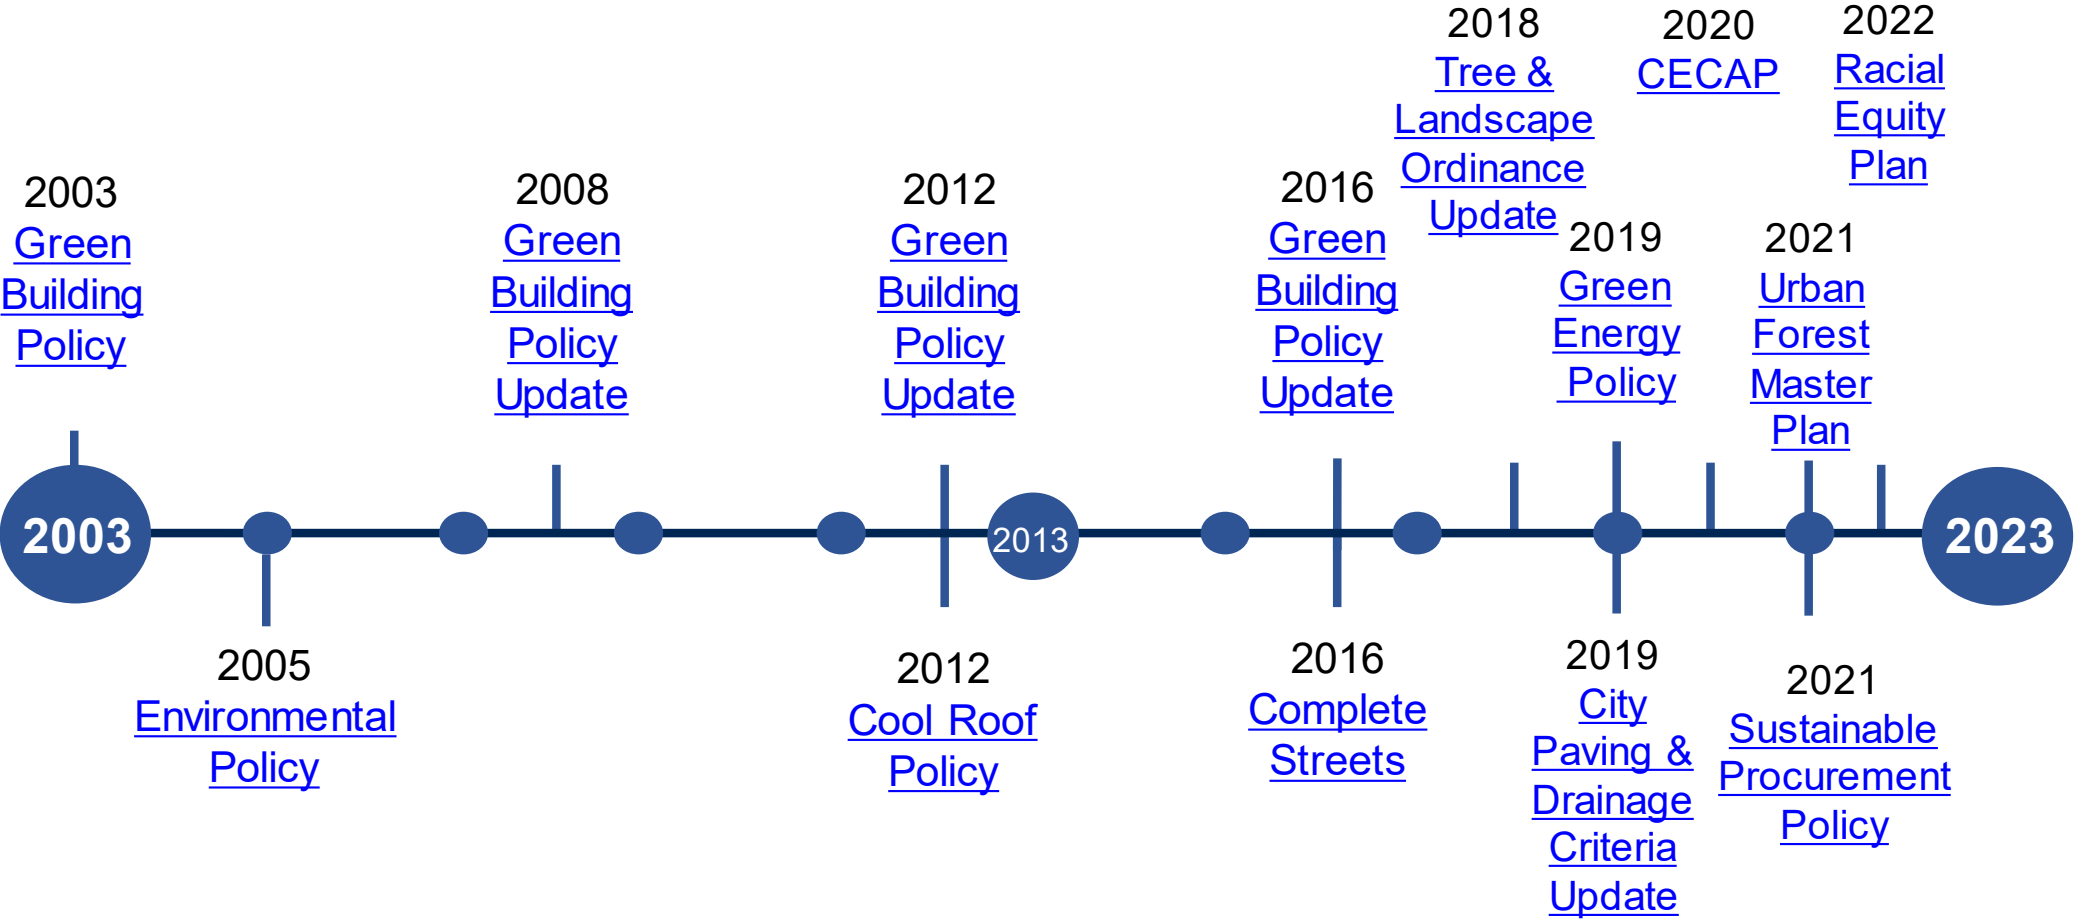 2003
Green
Building
Policy
2008
Green
Building
Policy
Update
2012
Green
Building
Policy
Update
2016
Green
Building
Policy
Update
2018
Tree &
Landscape
Ordinance
Update
2019
Green
Energy
Policy
2020
CECAP
2021
Urban
Forest
Master
Plan
2022
Racial
Equity
Plan
2003
2013
2023
2005
Environmental
Policy
2012
Cool Roof
Policy
2016
Complete
Streets
2019
City
Paving &
Drainage
Criteria
Update
2021
Sustainable
Procurement
Policy